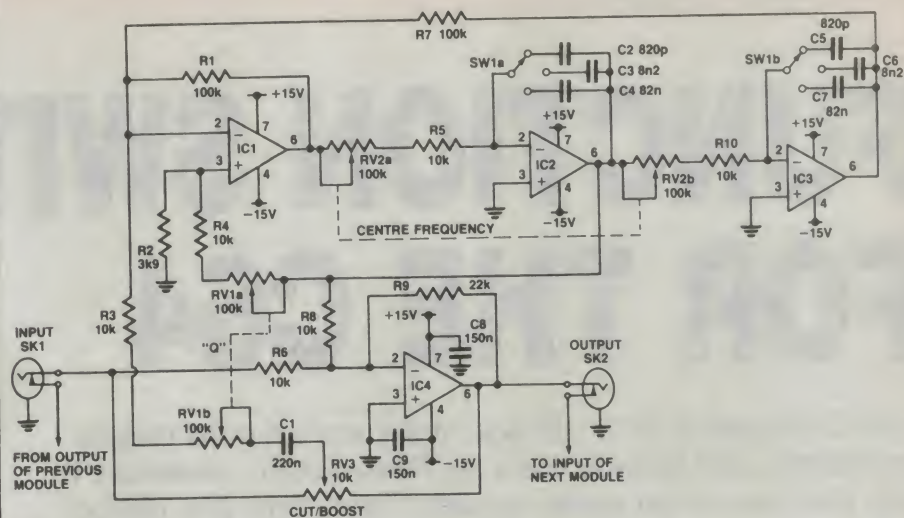 R7 100k
820p
C5
C6
8n2
C7
82n
R1
100k
SW1a
C2 820p
C3 8n2
C4 82n
SW1b
+15V
2
7
6
3
4
IC1
-15V
RV2a
100k
R5
10k
+15V
2
7
6
3
4
IC2
-15V
RV2b
100k
R10
10k
+15V
2
7
6
3
4
IC3
-15V
CENTRE FREQUENCY
R2
3k9
R4
10k
RV1a
100k
R3
10k
"Q"
R8
10k
R9
22k
+15V
C8
150n
INPUT
SK1
R6
10k
2
7
6
3
4
IC4
C9
150n
-15V
OUTPUT
SK2
RV1b
100k
C1
220n
RV3
10k
FROM OUTPUT
OF PREVIOUS
MODULE
CUT/BOOST
TO INPUT OF
NEXT MODULE